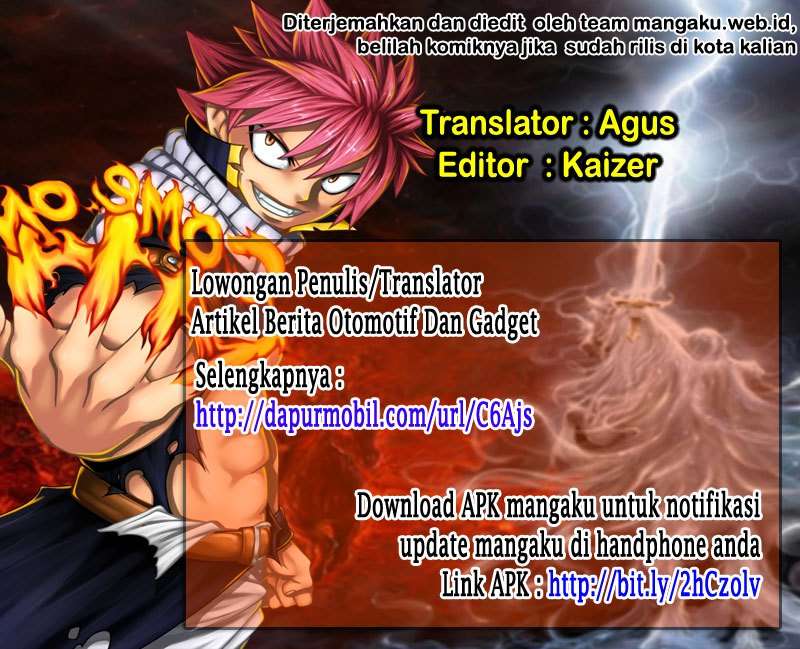 Diterjemahkan dan diedit oleh team mangaku.web.id,
belilah komiknya jika sudah rilis di kota kalian
Translator : Agus
Editor : Kaizer
Lowongan Penulis/Translator
Artikel Berita Otomotif Dan Gadget
Selengkapnya :
http://dapurmobil.com/url/C6Ajs
Download APK mangaku untuk notifikasi
update mangaku di handphone anda
Link APK : http://bit.ly/2hCzolv